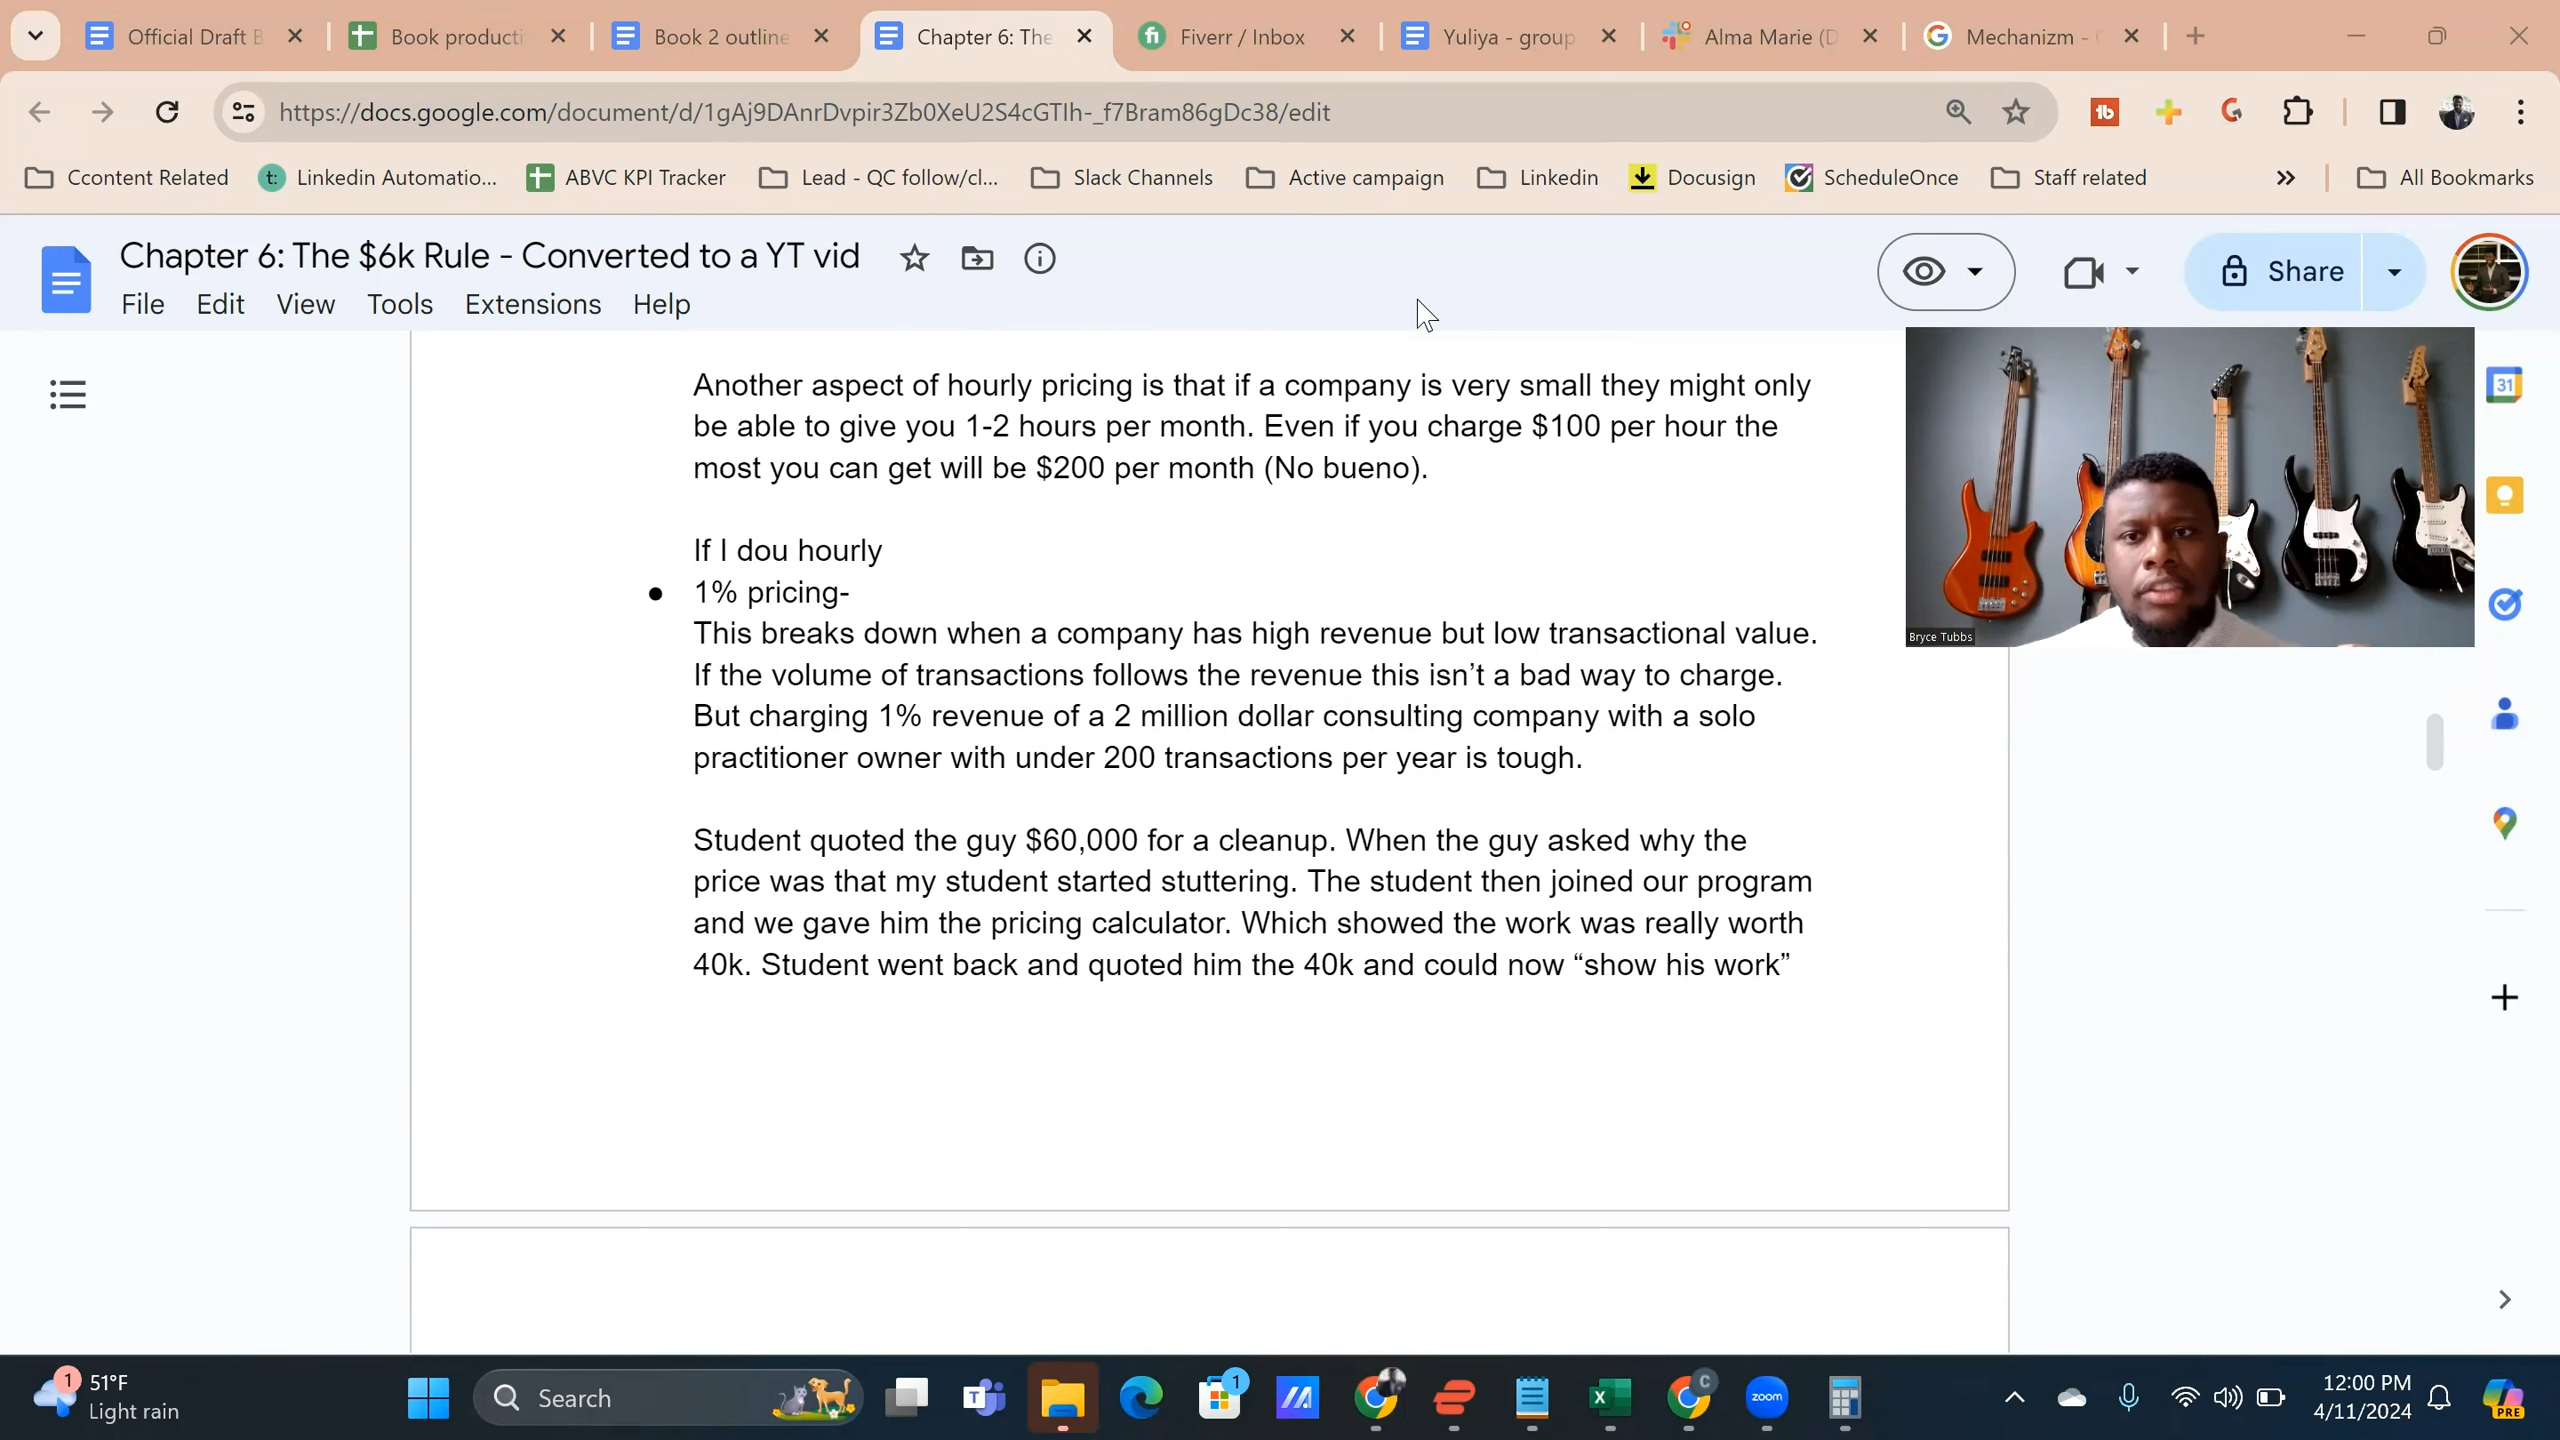 Official Draft B
Book producti
Book 2 outline
Chapter 6: The
Fiverr / Inbox
Yuliya - group
Alma Marie (D
Mechanizm -
https://docs.google.com/document/d/1gAj9DAnrDvpir3Zb0XeU2S4cGTIh-_f7Bram86gDc38/edit
Ccontent Related
Linkedin Automatio...
ABVC KPI Tracker
Lead - QC follow/cl...
Slack Channels
Active campaign
Linkedin
Docusign
ScheduleOnce
Staff related
All Bookmarks
Chapter 6: The $6k Rule - Converted to a YT vid
File Edit View Tools Extensions Help
Share
Another aspect of hourly pricing is that if a company is very small they might only
be able to give you 1-2 hours per month. Even if you charge $100 per hour the
most you can get will be $200 per month (No bueno).
If I dou hourly
● 1% pricing-
This breaks down when a company has high revenue but low transactional value.
If the volume of transactions follows the revenue this isn’t a bad way to charge.
But charging 1% revenue of a 2 million dollar consulting company with a solo
practitioner owner with under 200 transactions per year is tough.
Student quoted the guy $60,000 for a cleanup. When the guy asked why the
price was that my student started stuttering. The student then joined our program
and we gave him the pricing calculator. Which showed the work was really worth
40k. Student went back and quoted him the 40k and could now “show his work”
Bryce Tubbs
31
1
51°F
Light rain
Search
1
C
zoom
12:00 PM
4/11/2024
PRE